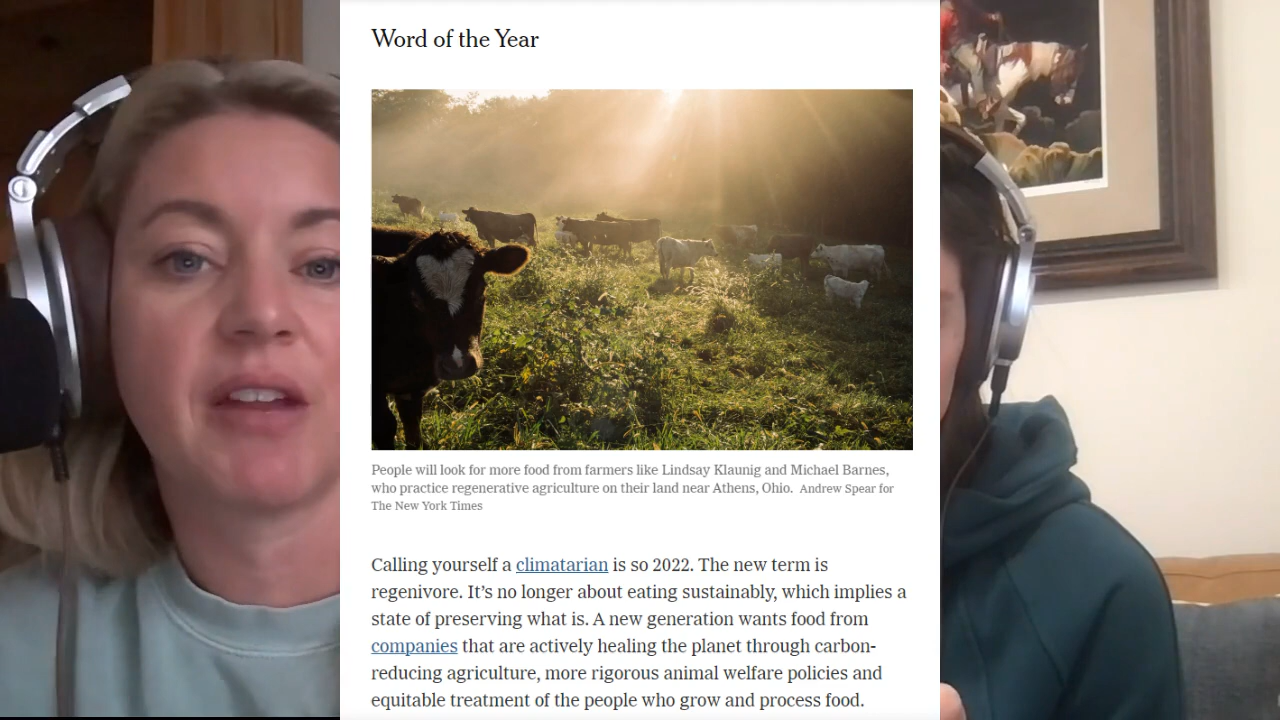 Word of the Year
People will look for more food from farmers like Lindsay Klaunig and Michael Barnes,
who practice regenerative agriculture on their land near Athens, Ohio. Andrew Spear for
The New York Times
Calling yourself a climatarian is so 2022. The new term is
regenivore. It’s no longer about eating sustainably, which implies a
state of preserving what is. A new generation wants food from
companies that are actively healing the planet through carbon-
reducing agriculture, more rigorous animal welfare policies and
equitable treatment of the people who grow and process food.